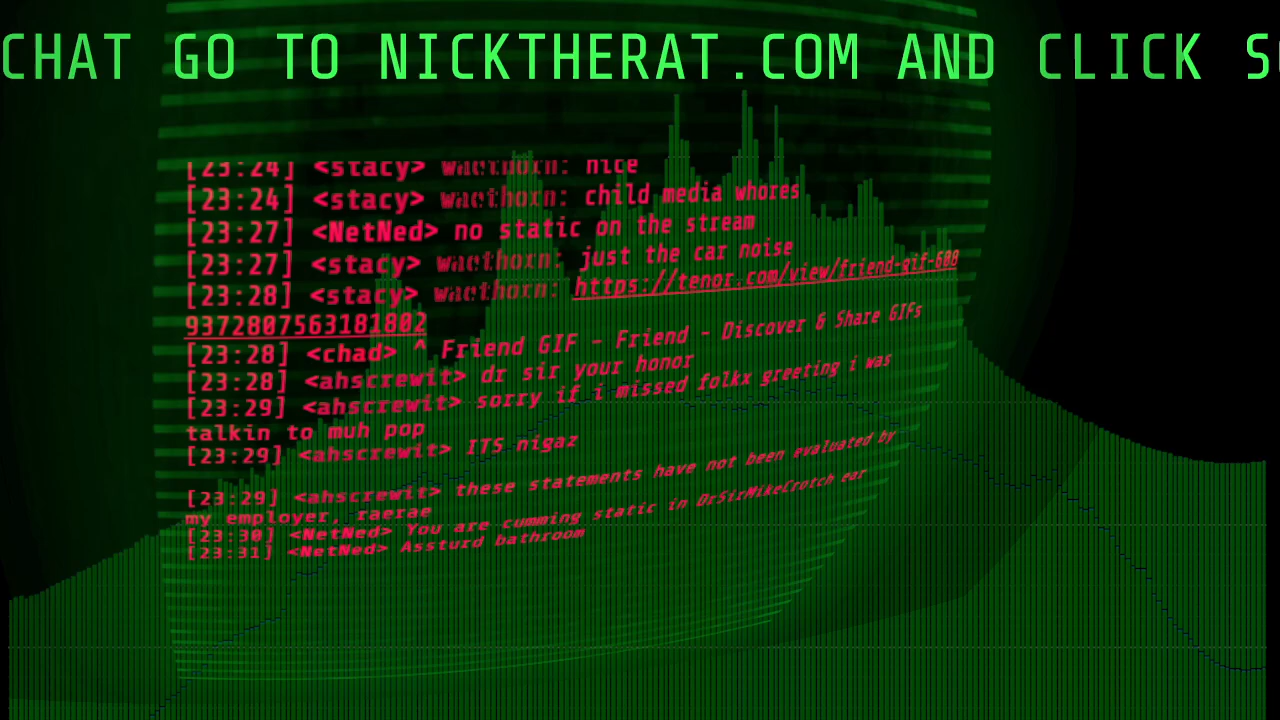 CHAT GO TO NICKTHERAT.COM AND CLICK S
[23:24] <stacy> waethorn: nice
[23:24] <stacy> waethorn: child media whores
[23:27] <NetNed> no static on the stream
[23:27] <stacy> waethorn: just the car noise
[23:28] <stacy> waethorn: https://tenor.com/view/friend-gif-608
9372807563181802
[23:28] <chad> ^ Friend GIF - Friend - Discover & Share GIFs
[23:28] <ahscrewit> dr sir your honor
[23:29] <ahscrewit> sorry if i missed folkx greeting i was
talkin to muh pop
[23:29] <ahscrewit> ITS nigaz
[23:29] <ahscrewit> these statements have not been evaluated by
my employer, raerae
[23:30] <NetNed> You are cumming static in DrSirMikeCrotch ear
[23:31] <NetNed> Assturd bathroom